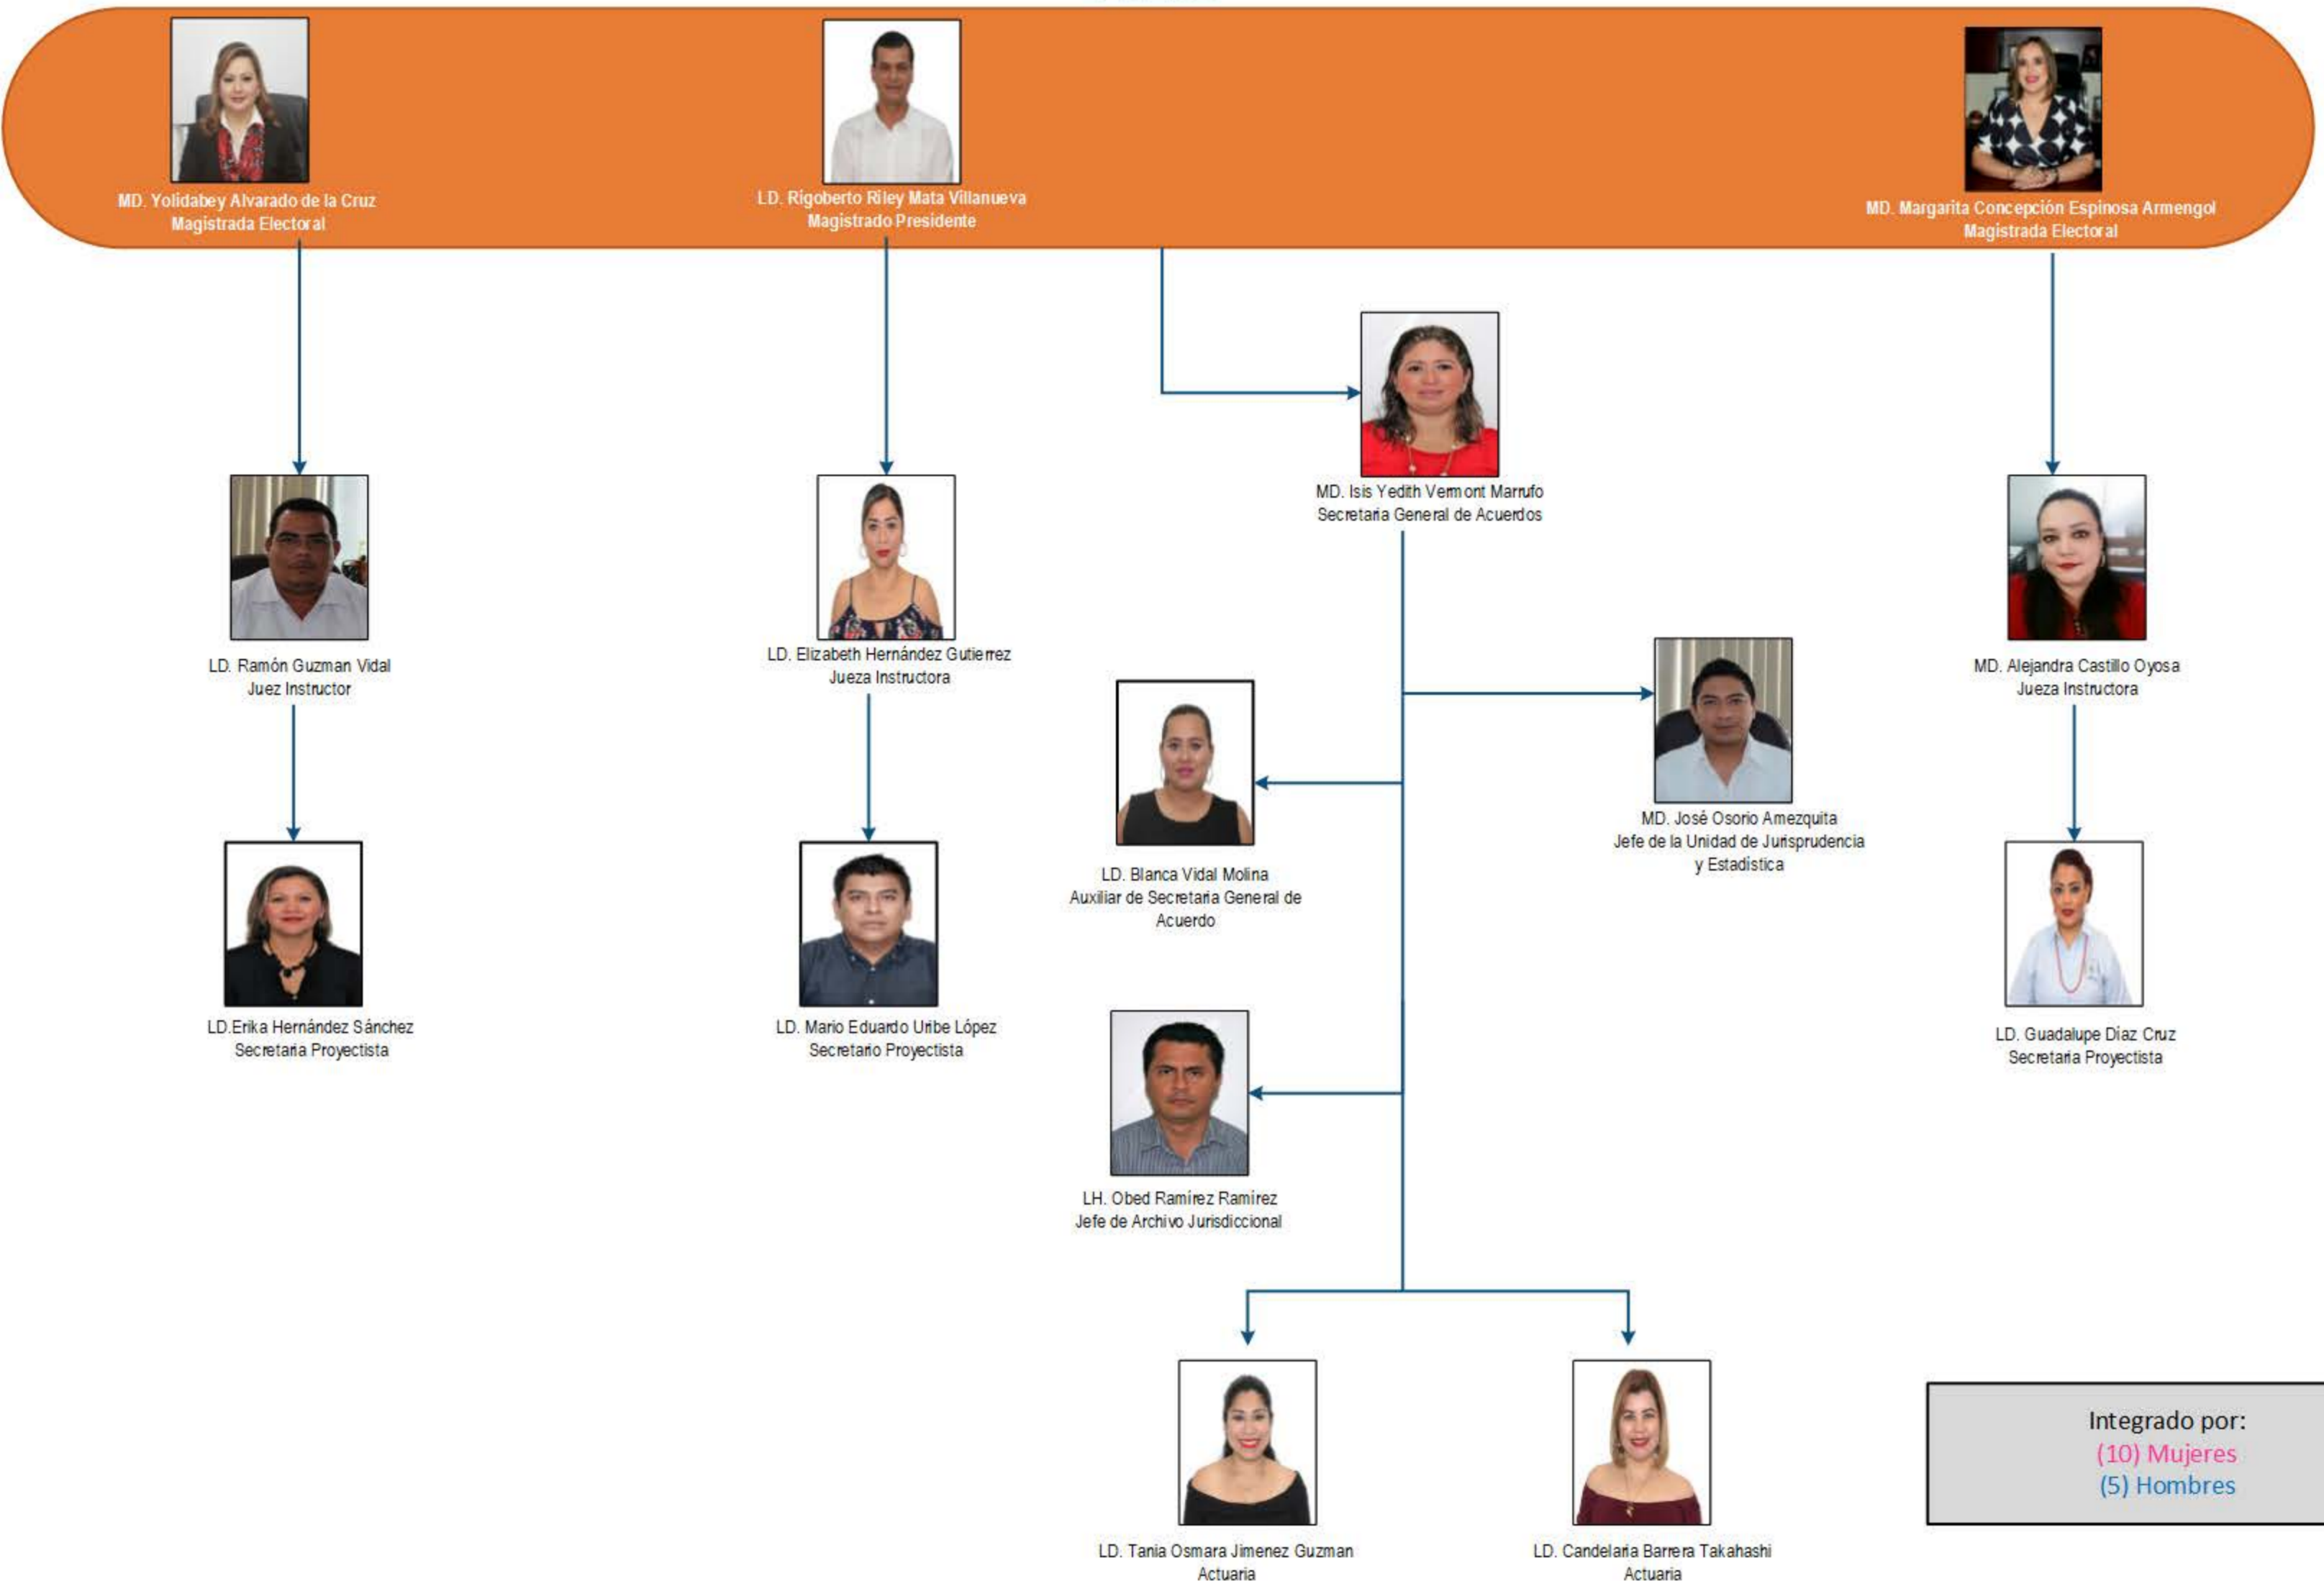 MD. Yolidabey Alvarado de la Cruz
Magistrada Electoral
LD. Rigoberto Riley Mata Villanueva
Magistrado Presidente
MD. Margarita Concepción Espinosa Armengol
Magistrada Electoral
MD. Isis Yedith Vermont Marrufo
Secretaria General de Acuerdos
LD. Ramón Guzman Vidal
Juez Instructor
LD. Elizabeth Hernández Gutierrez
Jueza Instructora
MD. Alejandra Castillo Oyosa
Jueza Instructora
LD. Blanca Vidal Molina
Auxiliar de Secretaria General de
Acuerdo
MD. José Osorio Amezquita
Jefe de la Unidad de Jurisprudencia
y Estadística
LD.Erika Hernández Sánchez
Secretaria Proyectista
LD. Mario Eduardo Uribe López
Secretario Proyectista
LD. Guadalupe Díaz Cruz
Secretaria Proyectista
LH. Obed Ramírez Ramírez
Jefe de Archivo Jurisdiccional
LD. Tania Osmara Jimenez Guzman
Actuaria
LD. Candelaria Barrera Takahashi
Actuaria
Integrado por:
(10) Mujeres
(5) Hombres